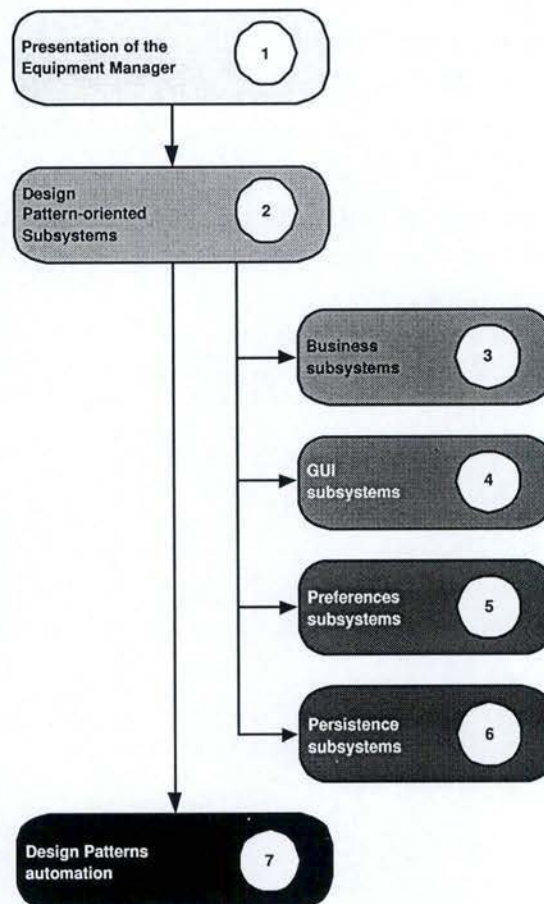 Presentation of the
Equipment Manager
1
Design
Pattern-oriented
Subsystems
2
Business
subsystems
3
GUI
subsystems
4
Preferences
subsystems
5
Persistence
subsystems
6
Design Patterns
automation
7